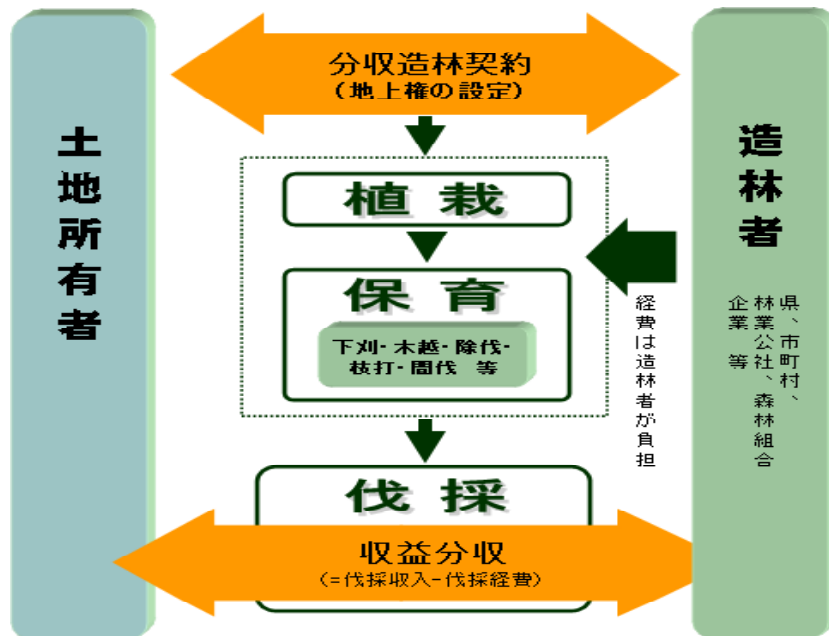 分収造林契約
(地上権の設定)
土地所有者
植栽
保育
下刈・木越・除伐・
枝打・間伐 等
経費は造林者が負担
造林者
県、市町村、
林業公社、森林組合
企業 等
伐採
収益分収
(=伐採収入-伐採経費)